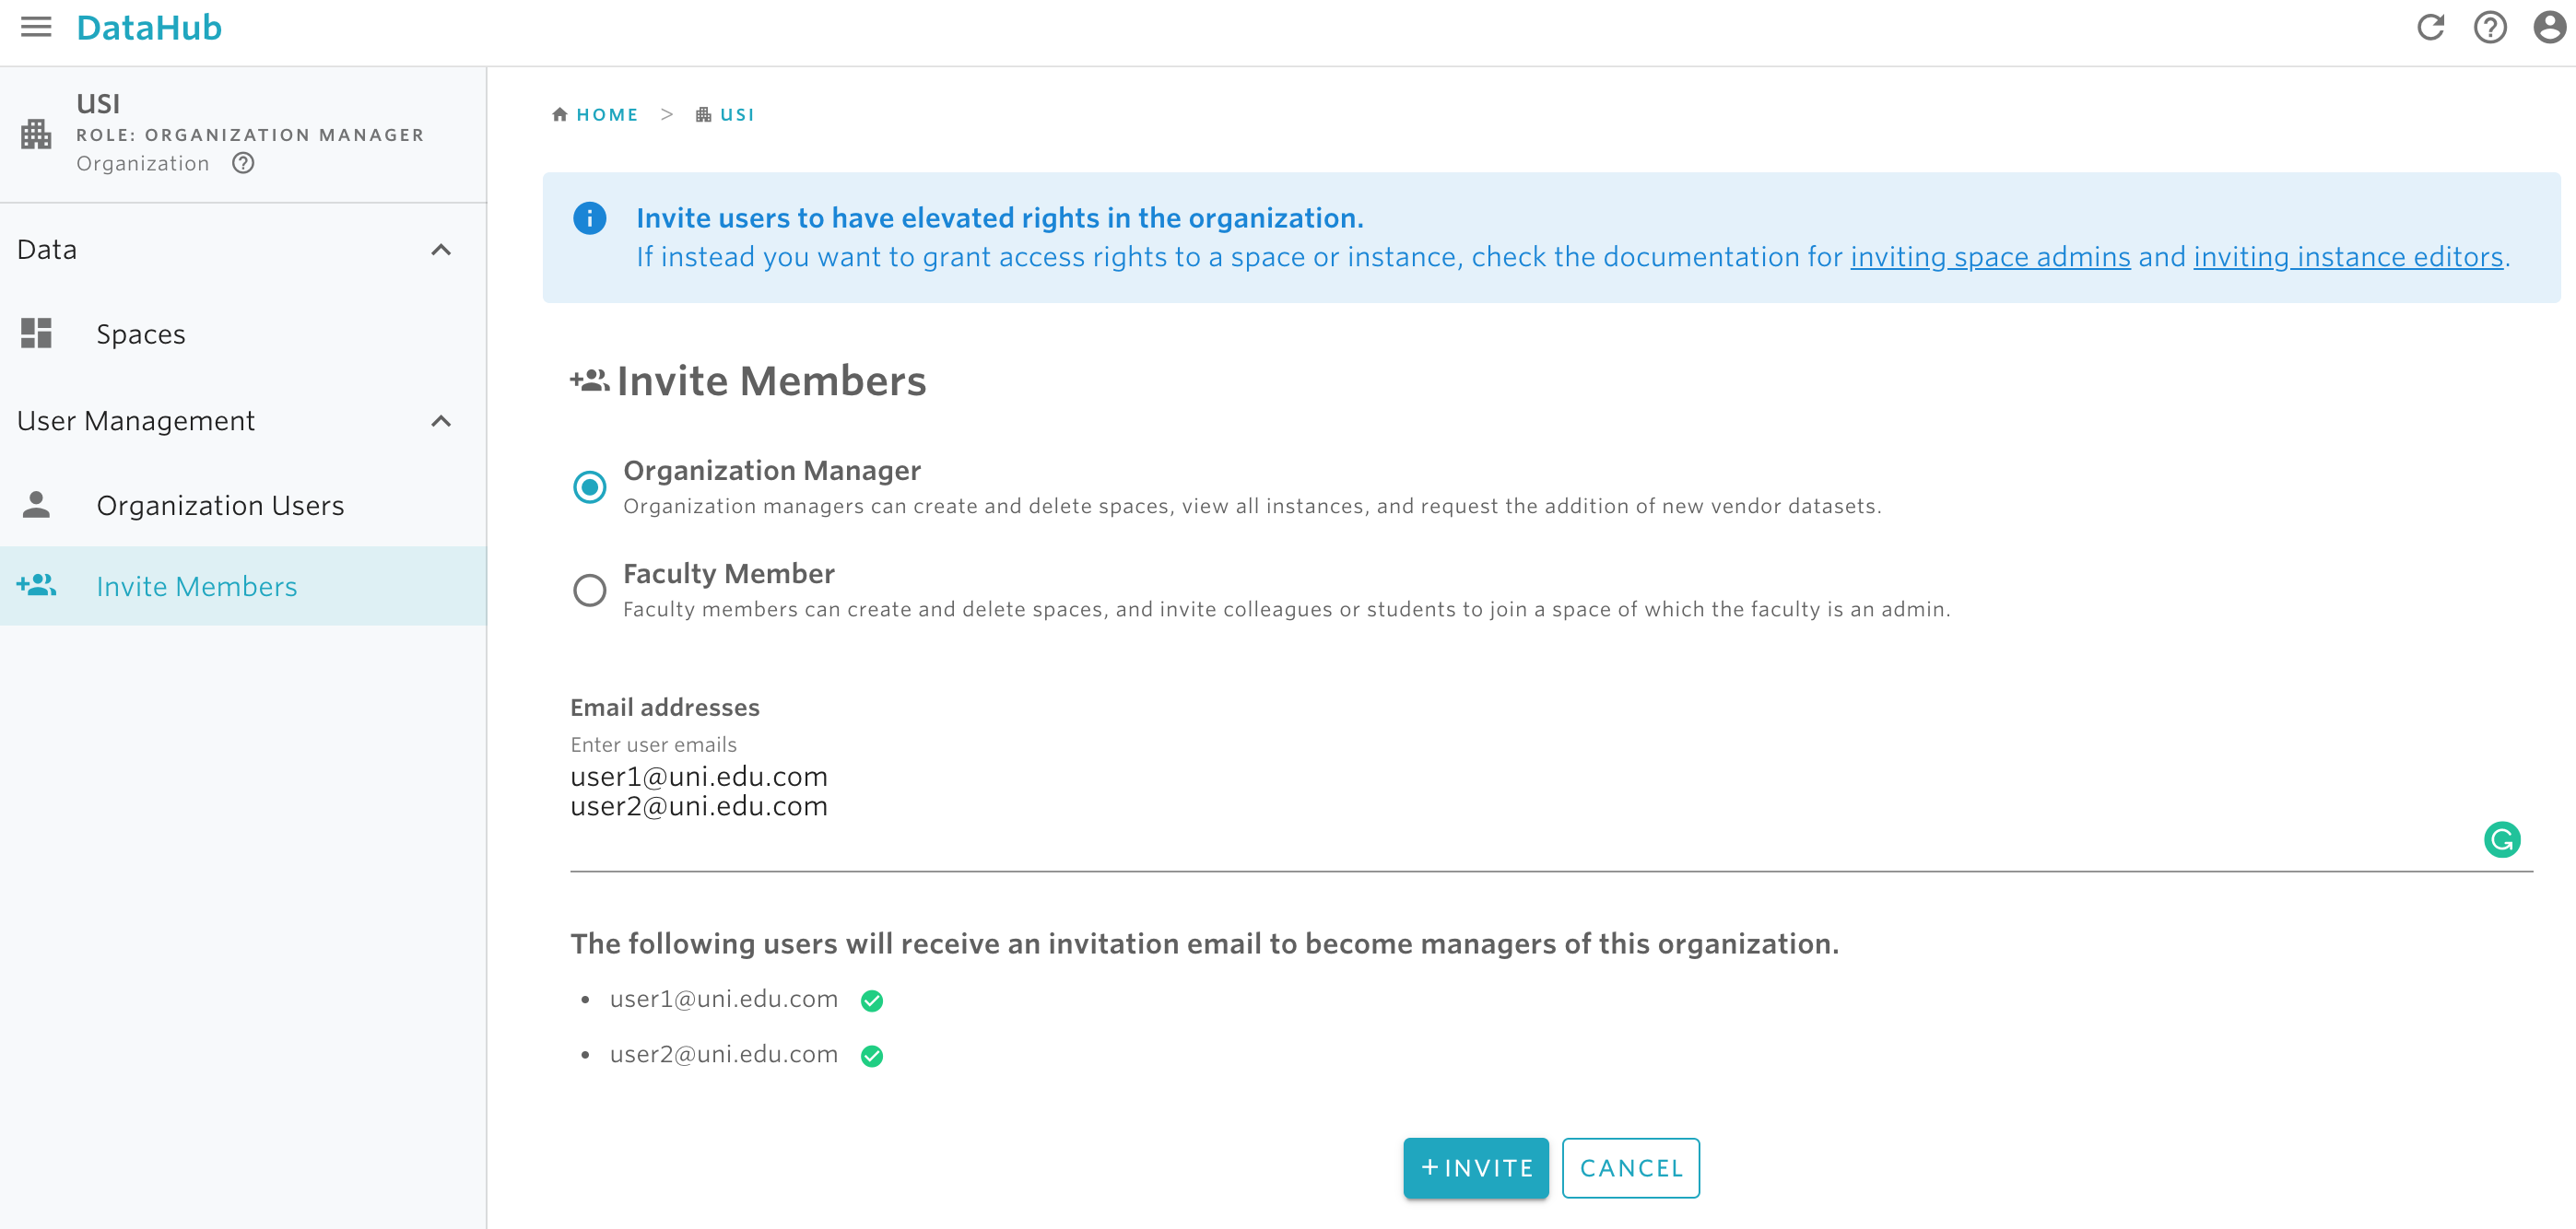 DataHub
USI
ROLE: ORGANIZATION MANAGER
Organization
Data
Spaces
User Management
Organization Users
Invite Members
HOME > USI
Invite users to have elevated rights in the organization.
If instead you want to grant access rights to a space or instance, check the documentation for inviting space admins and inviting instance editors.
Invite Members
Organization Manager
Organization managers can create and delete spaces, view all instances, and request the addition of new vendor datasets.
Faculty Member
Faculty members can create and delete spaces, and invite colleagues or students to join a space of which the faculty is an admin.
Email addresses
Enter user emails
user1@uni.edu.com
user2@uni.edu.com
The following users will receive an invitation email to become managers of this organization.
• user1@uni.edu.com
• user2@uni.edu.com
+ INVITE CANCEL